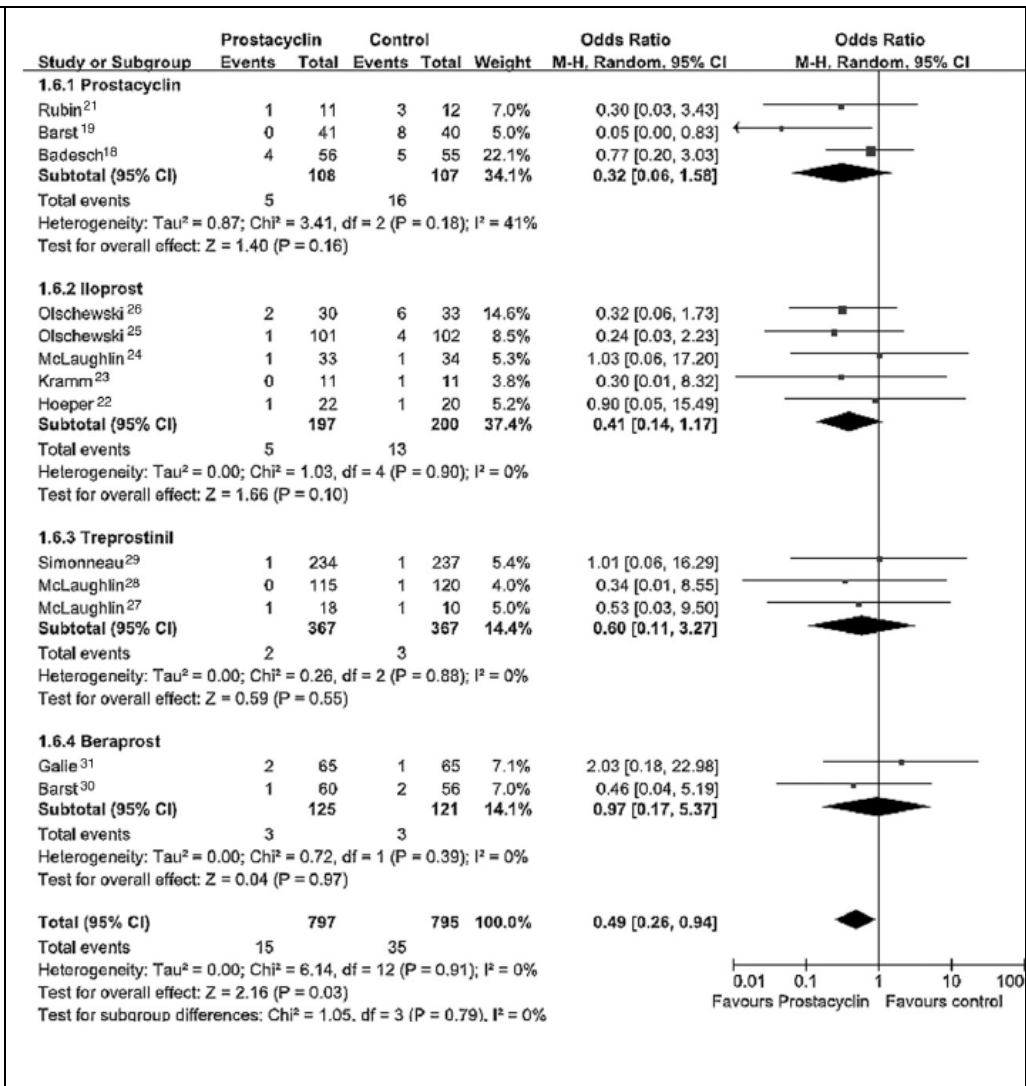 Prostacyclin Control Odds Ratio Odds Ratio
Study or Subgroup Events Total Events Total Weight M-H, Random, 95% CI M-H, Random, 95% CI
1.6.1 Prostacyclin
Rubin21 1 11 3 12 7.0% 0.30 [0.03, 3.43]
Barst19 0 41 8 40 5.0% 0.05 [0.00, 0.83]
Badesch18 4 56 5 55 22.1% 0.77 [0.20, 3.03]
Subtotal (95% CI) 108 107 34.1% 0.32 [0.06, 1.58]
Total events 5 16
Heterogeneity: Tau² = 0.87; Chi² = 3.41, df = 2 (P = 0.18); I² = 41%
Test for overall effect: Z = 1.40 (P = 0.16)
1.6.2 Iloprost
Olschewski26 2 30 6 33 14.6% 0.32 [0.06, 1.73]
Olschewski25 1 101 4 102 8.5% 0.24 [0.03, 2.23]
McLaughlin24 1 33 1 34 5.3% 1.03 [0.06, 17.20]
Kramm23 0 11 1 11 3.8% 0.30 [0.01, 8.32]
Hoeper22 1 22 1 20 5.2% 0.90 [0.05, 15.49]
Subtotal (95% CI) 197 200 37.4% 0.41 [0.14, 1.17]
Total events 5 13
Heterogeneity: Tau² = 0.00; Chi² = 1.03, df = 4 (P = 0.90); I² = 0%
Test for overall effect: Z = 1.66 (P = 0.10)
1.6.3 Treprostinil
Simonneau29 1 234 1 237 5.4% 1.01 [0.06, 16.29]
McLaughlin28 0 115 1 120 4.0% 0.34 [0.01, 8.55]
McLaughlin27 1 18 1 10 5.0% 0.53 [0.03, 9.50]
Subtotal (95% CI) 367 367 14.4% 0.60 [0.11, 3.27]
Total events 2 3
Heterogeneity: Tau² = 0.00; Chi² = 0.26, df = 2 (P = 0.88); I² = 0%
Test for overall effect: Z = 0.59 (P = 0.55)
1.6.4 Beraprost
Galie31 2 65 1 65 7.1% 2.03 [0.18, 22.98]
Barst30 1 60 2 56 7.0% 0.46 [0.04, 5.19]
Subtotal (95% CI) 125 121 14.1% 0.97 [0.17, 5.37]
Total events 3 3
Heterogeneity: Tau² = 0.00; Chi² = 0.72, df = 1 (P = 0.39); I² = 0%
Test for overall effect: Z = 0.04 (P = 0.97)
Total (95% CI) 797 795 100.0% 0.49 [0.26, 0.94]
Total events 15 35
Heterogeneity: Tau² = 0.00; Chi² = 6.14, df = 12 (P = 0.91); I² = 0%
Test for overall effect: Z = 2.16 (P = 0.03)
Test for subgroup differences: Chi² = 1.05, df = 3 (P = 0.79), I² = 0%
0.01 0.1 1 10 100
Favours Prostacyclin Favours control